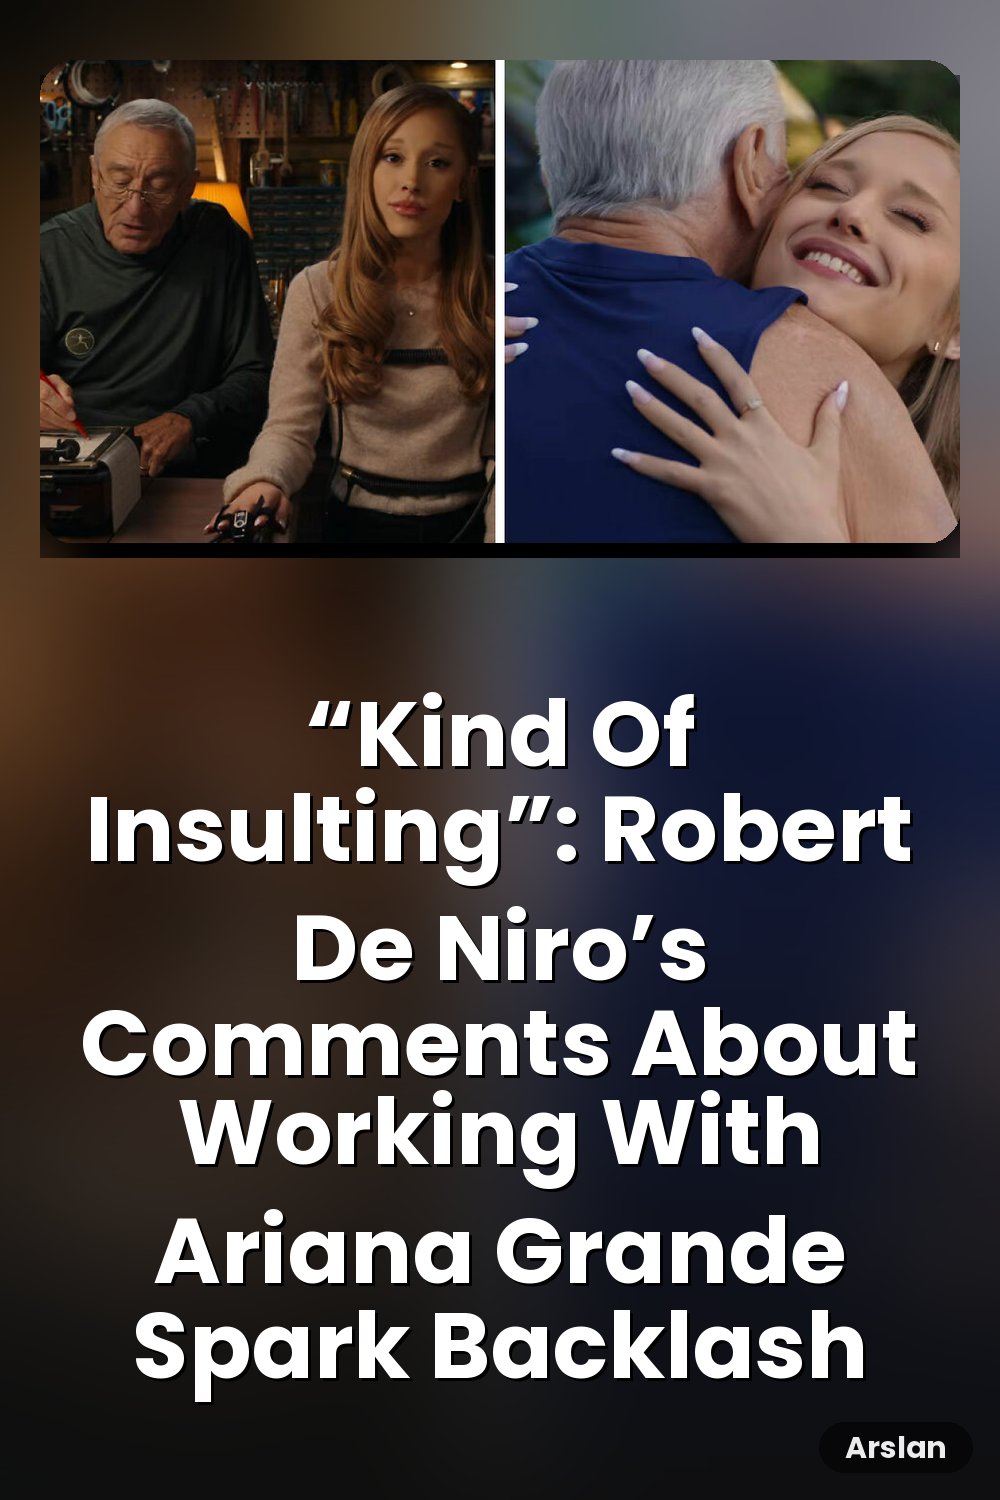 “Kind Of
Insulting”: Robert
De Niro’s
Comments About
Working With
Ariana Grande
Spark Backlash
Arslan